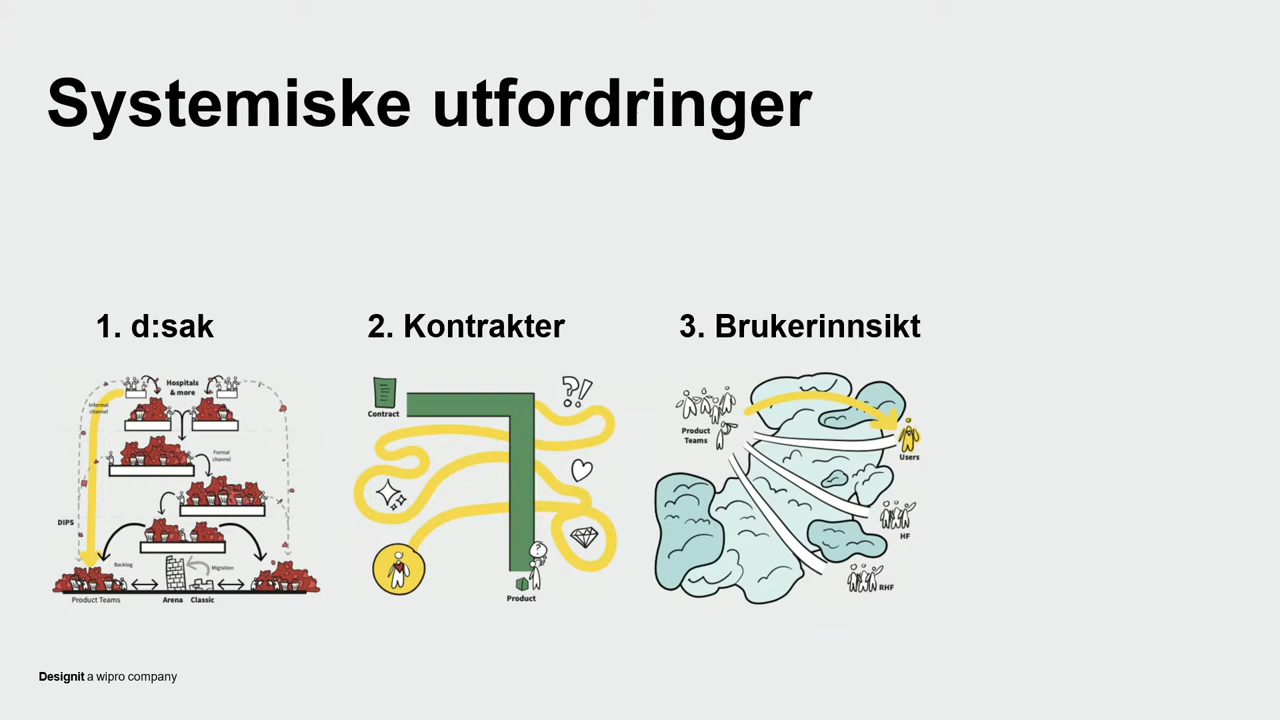 Systemiske utfordringer
1. d:sak
2. Kontrakter
3. Brukerinnsikt
Hospitals
& more
Informal
channel
Formal
channel
DIPS
Backlog
Migration
Product Teams
Arena
Classic
Contract
?!
?
Product
Product
Teams
Users
HF
RHF
Designit a wipro company